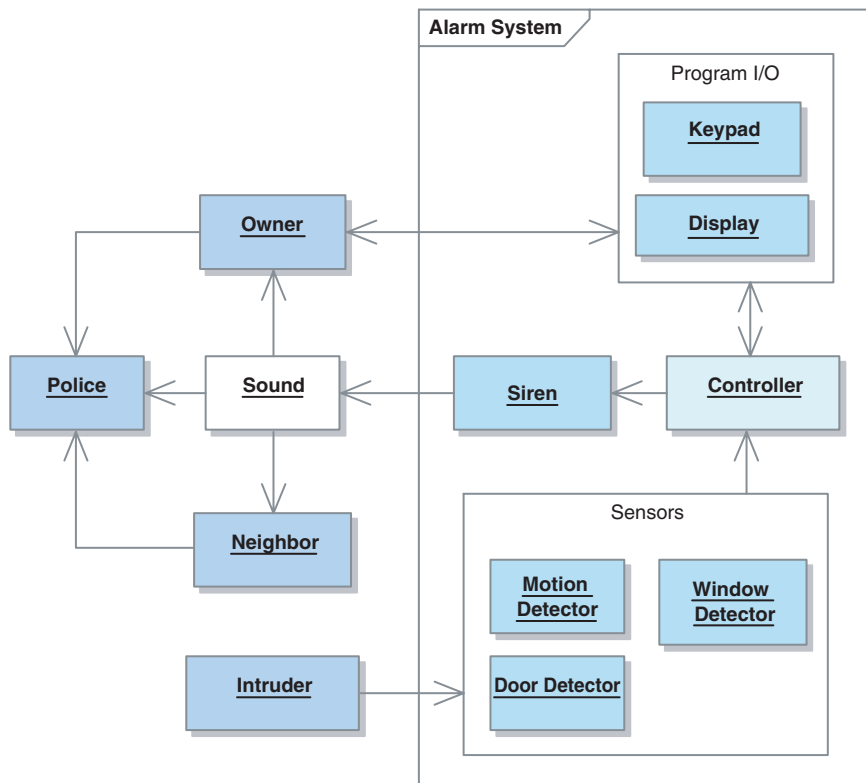 Alarm System
Program I/O
Keypad
Display
Owner
Police
Sound
Siren
Controller
Neighbor
Sensors
Motion
Detector
Window
Detector
Door Detector
Intruder